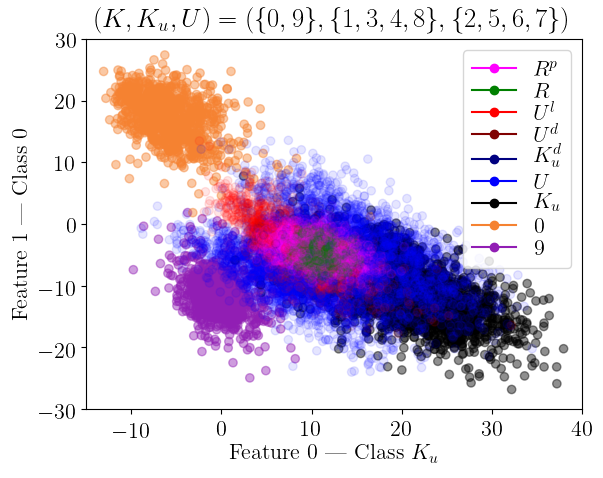 (K, K_u, U) = ({0, 9}, {1, 3, 4, 8}, {2, 5, 6, 7})
30
20
10
0
−10
−20
−30
Feature 1 — Class 0
R^p
R
U^l
U^d
K_u^d
U
K_u
0
9
−10
0
10
20
30
40
Feature 0 — Class K_u